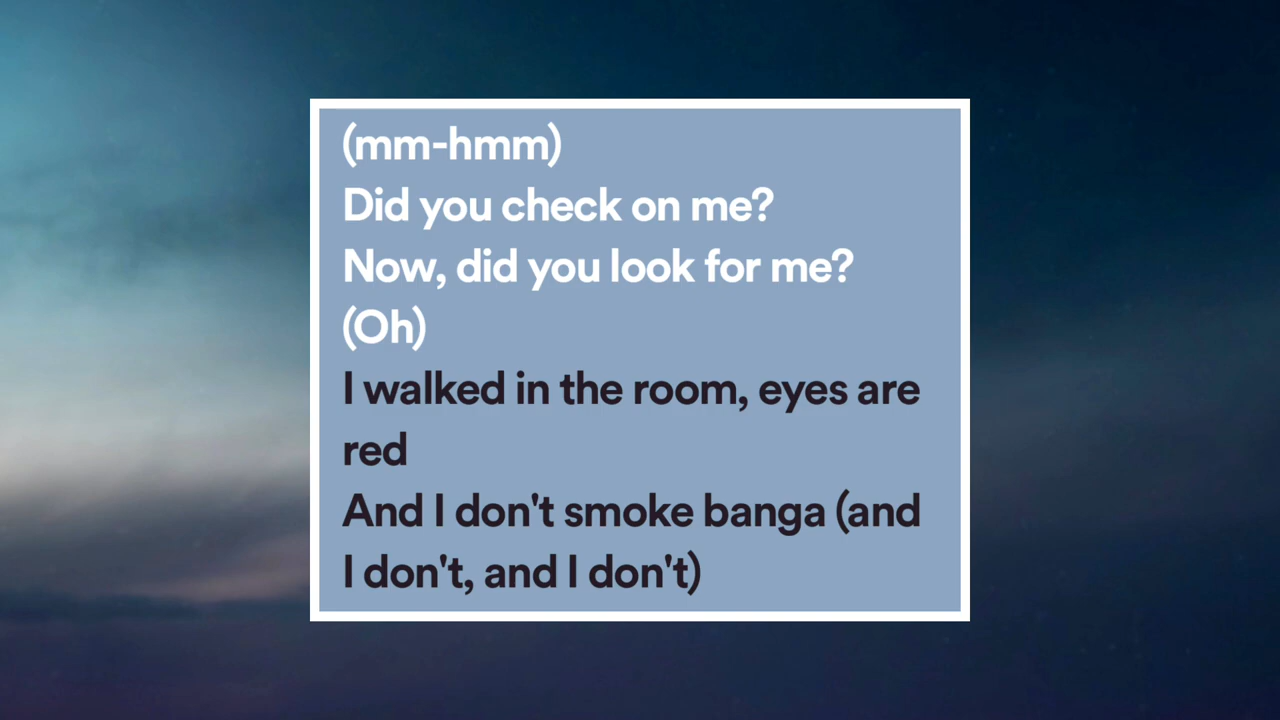 (mm-hmm)
Did you check on me?
Now, did you look for me?
(Oh)
I walked in the room, eyes are
red
And I don't smoke banga (and
I don't, and I don't)